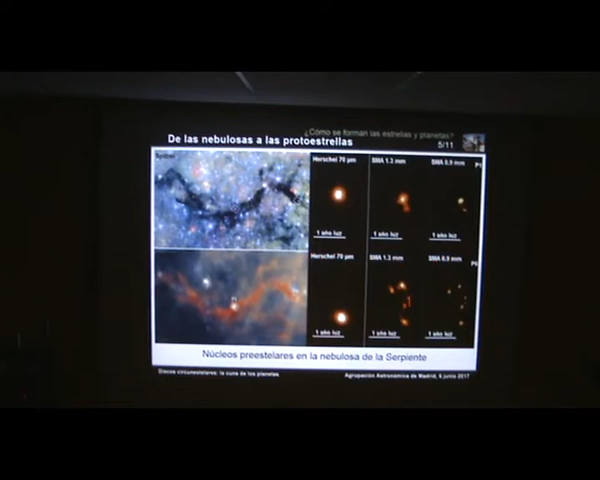 ¿Cómo se forman las estrellas y planetas?
De las nebulosas a las protoestrellas
5/11
Spitzer
Herschel 70 µm
SMA 1.3 mm
SMA 0.9 mm
1 año luz
1 año luz
1 año luz
Herschel 70 µm
SMA 1.3 mm
SMA 0.9 mm
1 año luz
1 año luz
1 año luz
Núcleos preestelares en la nebulosa de la Serpiente
Discos circunestelares: la cuna de los planetas
Agrupación Astronómica de Madrid, 6 junio 2017